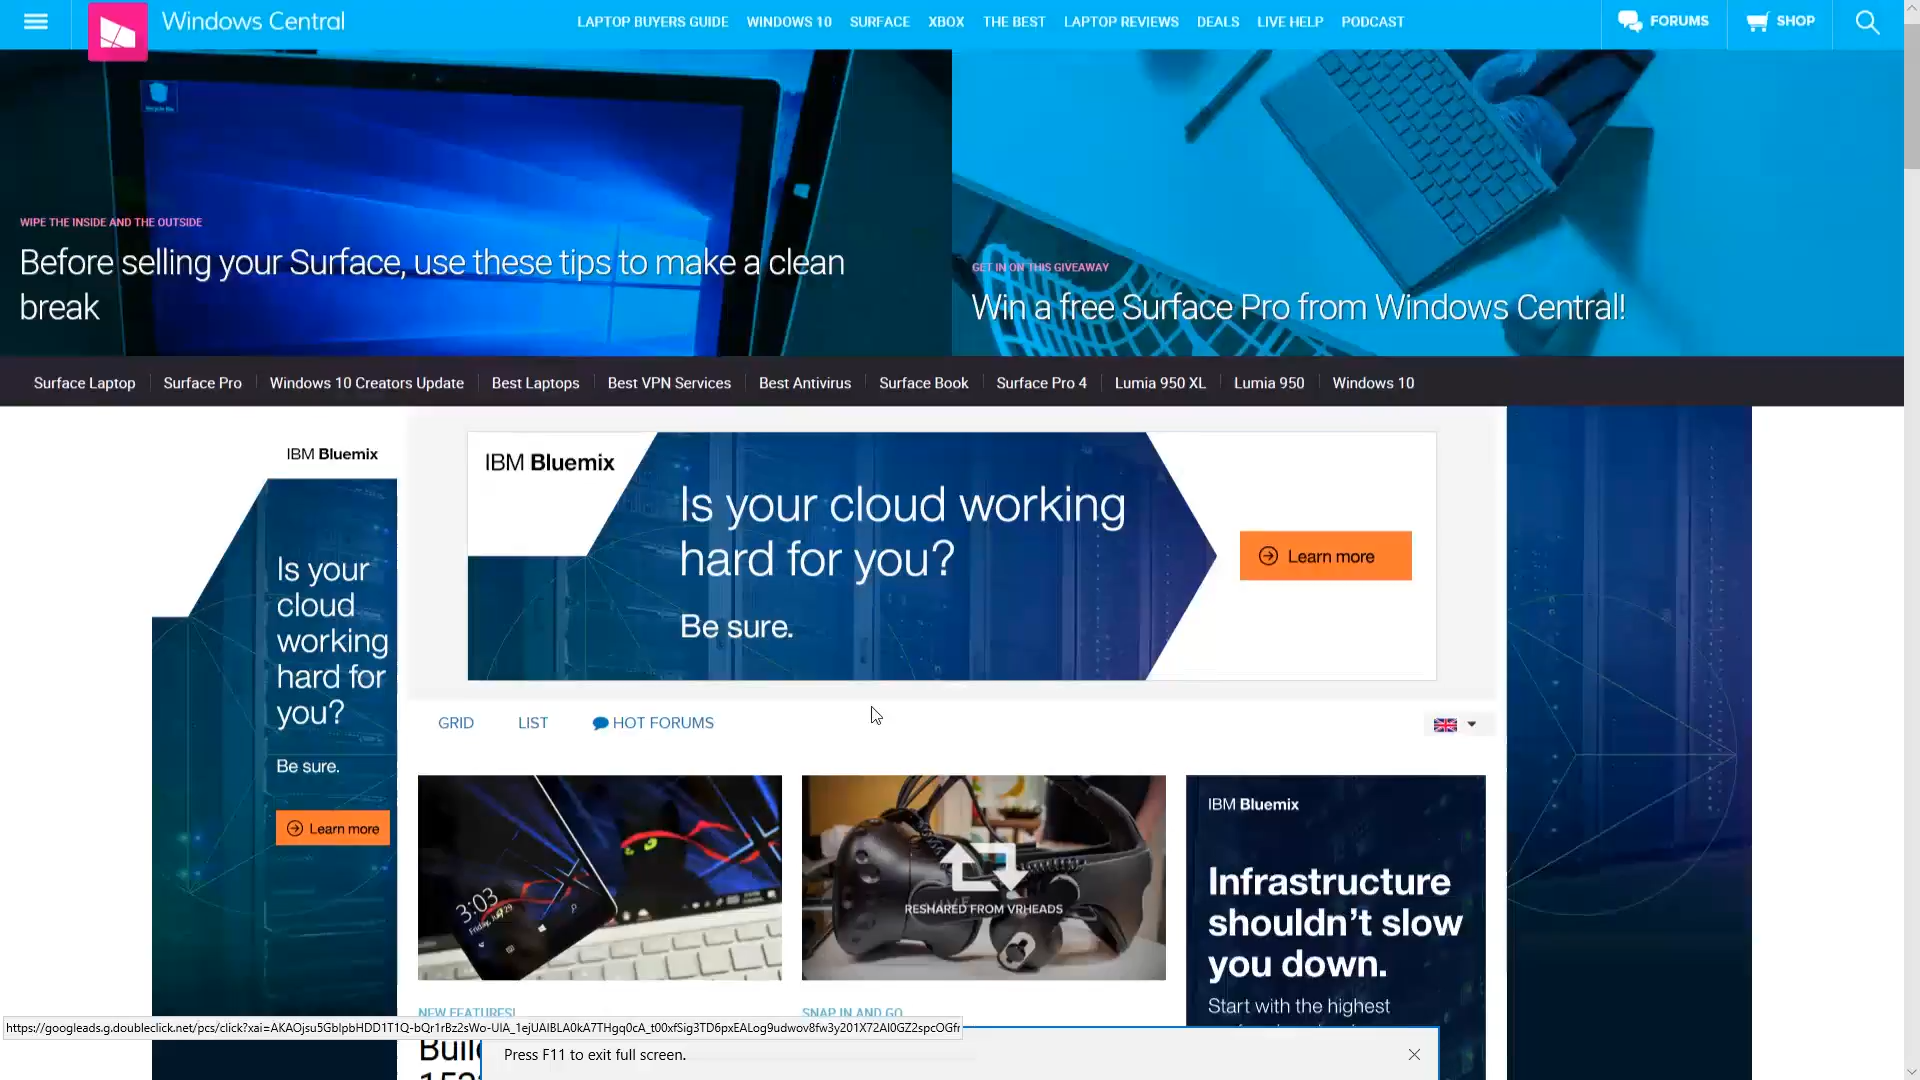 Windows Central
LAPTOP BUYERS GUIDE WINDOWS 10 SURFACE XBOX THE BEST LAPTOP REVIEWS DEALS LIVE HELP PODCAST
FORUMS SHOP
WIPE THE INSIDE AND THE OUTSIDE
Before selling your Surface, use these tips to make a clean
break
GET IN ON THIS GIVEAWAY
Win a free Surface Pro from Windows Central!
Surface Laptop Surface Pro Windows 10 Creators Update Best Laptops Best VPN Services Best Antivirus Surface Book Surface Pro 4 Lumia 950 XL Lumia 950 Windows 10
IBM Bluemix
Is your
cloud
working
hard for
you?
Be sure.
Learn more
IBM Bluemix
Is your cloud working
hard for you?
Be sure.
Learn more
GRID LIST HOT FORUMS
3:03
RESHARED FROM VRHEADS
IBM Bluemix
Infrastructure
shouldn't slow
you down.
Start with the highest
NEW FEATURES!
SNAP IN AND GO
Press F11 to exit full screen.